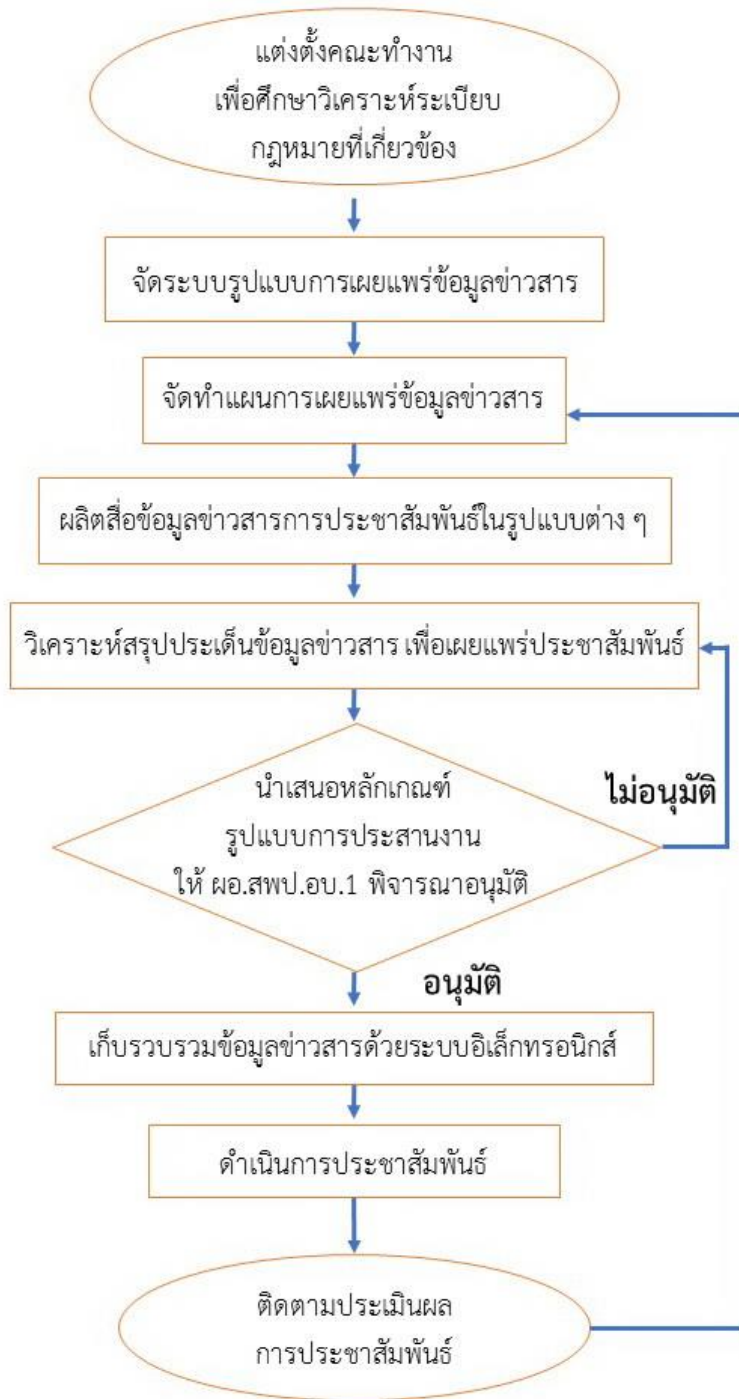 แต่งตั้งคณะทำงาน
เพื่อศึกษาวิเคราะห์ระเบียบ
กฎหมายที่เกี่ยวข้อง
จัดระบบรูปแบบการเผยแพร่ข้อมูลข่าวสาร
จัดทำแผนการเผยแพร่ข้อมูลข่าวสาร
ผลิตสื่อข้อมูลข่าวสารการประชาสัมพันธ์ในรูปแบบต่าง ๆ
วิเคราะห์สรุปประเด็นข้อมูลข่าวสาร เพื่อเผยแพร่ประชาสัมพันธ์
นำเสนอหลักเกณฑ์
รูปแบบการประสานงาน
ให้ ผอ.สพป.อบ.1 พิจารณาอนุมัติ
ไม่อนุมัติ
อนุมัติ
เก็บรวบรวมข้อมูลข่าวสารด้วยระบบอิเล็กทรอนิกส์
ดำเนินการประชาสัมพันธ์
ติดตามประเมินผล
การประชาสัมพันธ์